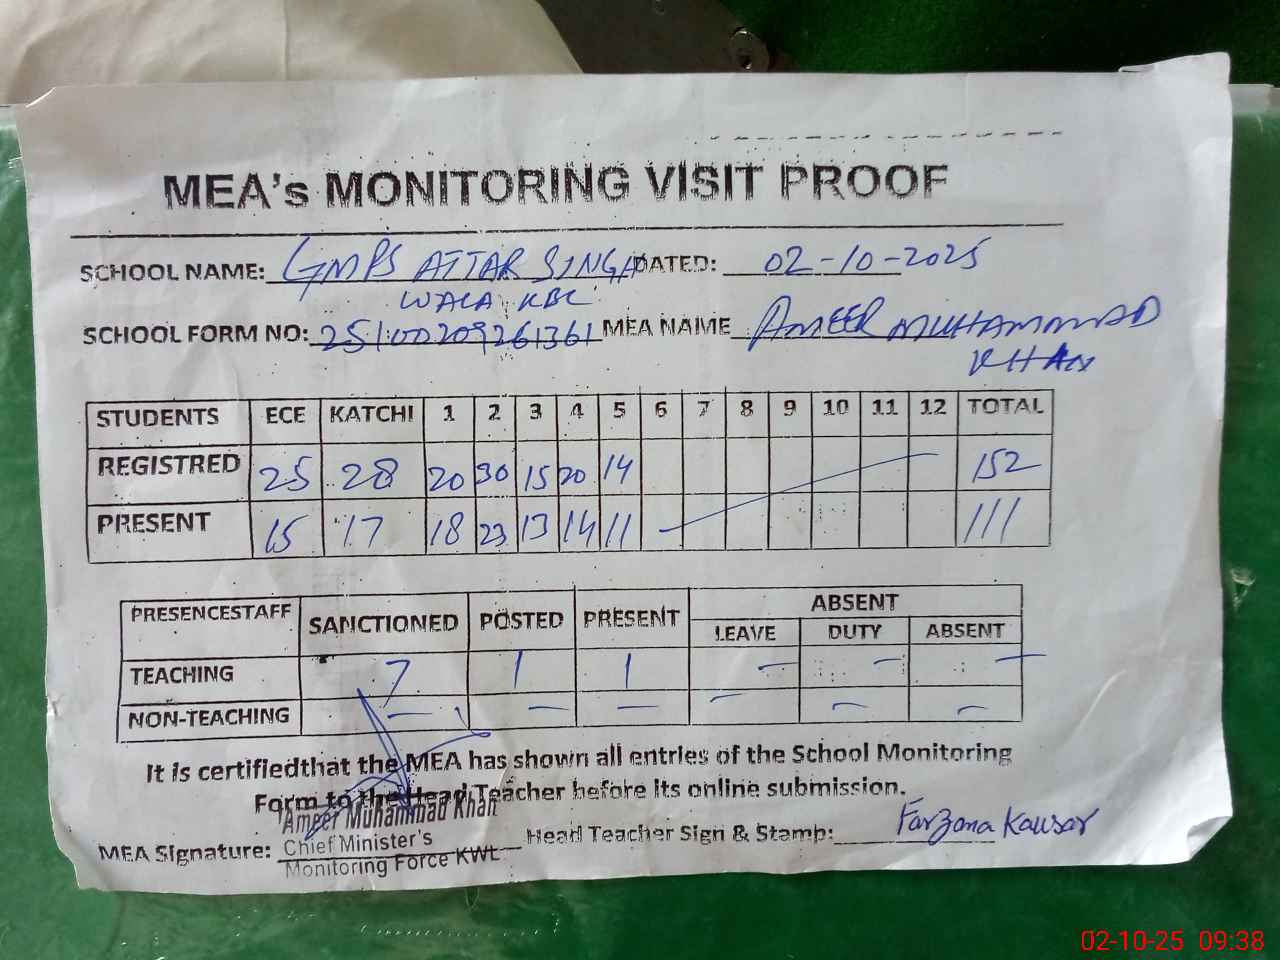 MEA's MONITORING VISIT PROOF
SCHOOL NAME: GMPS ATTAR SINGH DATED: 02-10-2025
WALA KBC
SCHOOL FORM NO: 25100209261361 MEA NAME AMEER MUHAMMAD
KHAN
STUDENTS ECE KATCHI 1 2 3 4 5 6 7 8 9 10 11 12 TOTAL
REGISTRED 25 28 20 30 15 20 14 152
PRESENT 15 17 18 23 13 14 11 111
ABSENT
PRESENCESTAFF SANCTIONED POSTED PRESENT LEAVE DUTY ABSENT
TEACHING 7 1 1 - - -
NON-TEACHING - - - - - -
It is certifiedthat the MEA has shown all entries of the School Monitoring
Form to the Head Teacher before its online submission.
Ameer Muhammad Khan
MEA Signature: Chief Minister's Head Teacher Sign & Stamp: Farzana Kausar
Monitoring Force KWL
02-10-25 09:38